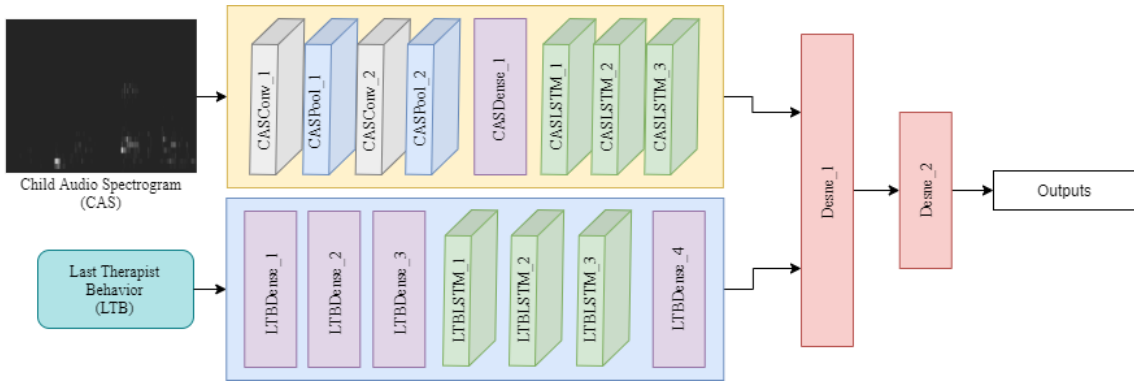 CASConv_1
CASPool_1
CASConv_2
CASPool_2
CASDense_1
CASLSTM_1
CASLSTM_2
CASLSTM_3
Child Audio Spectrogram
(CAS)
Last Therapist
Behavior
(LTB)
LTBDense_1
LTBDense_2
LTBDense_3
LTBLSTM_1
LTBLSTM_2
LTBLSTM_3
LTBDense_4
Desne_1
Desne_2
Outputs